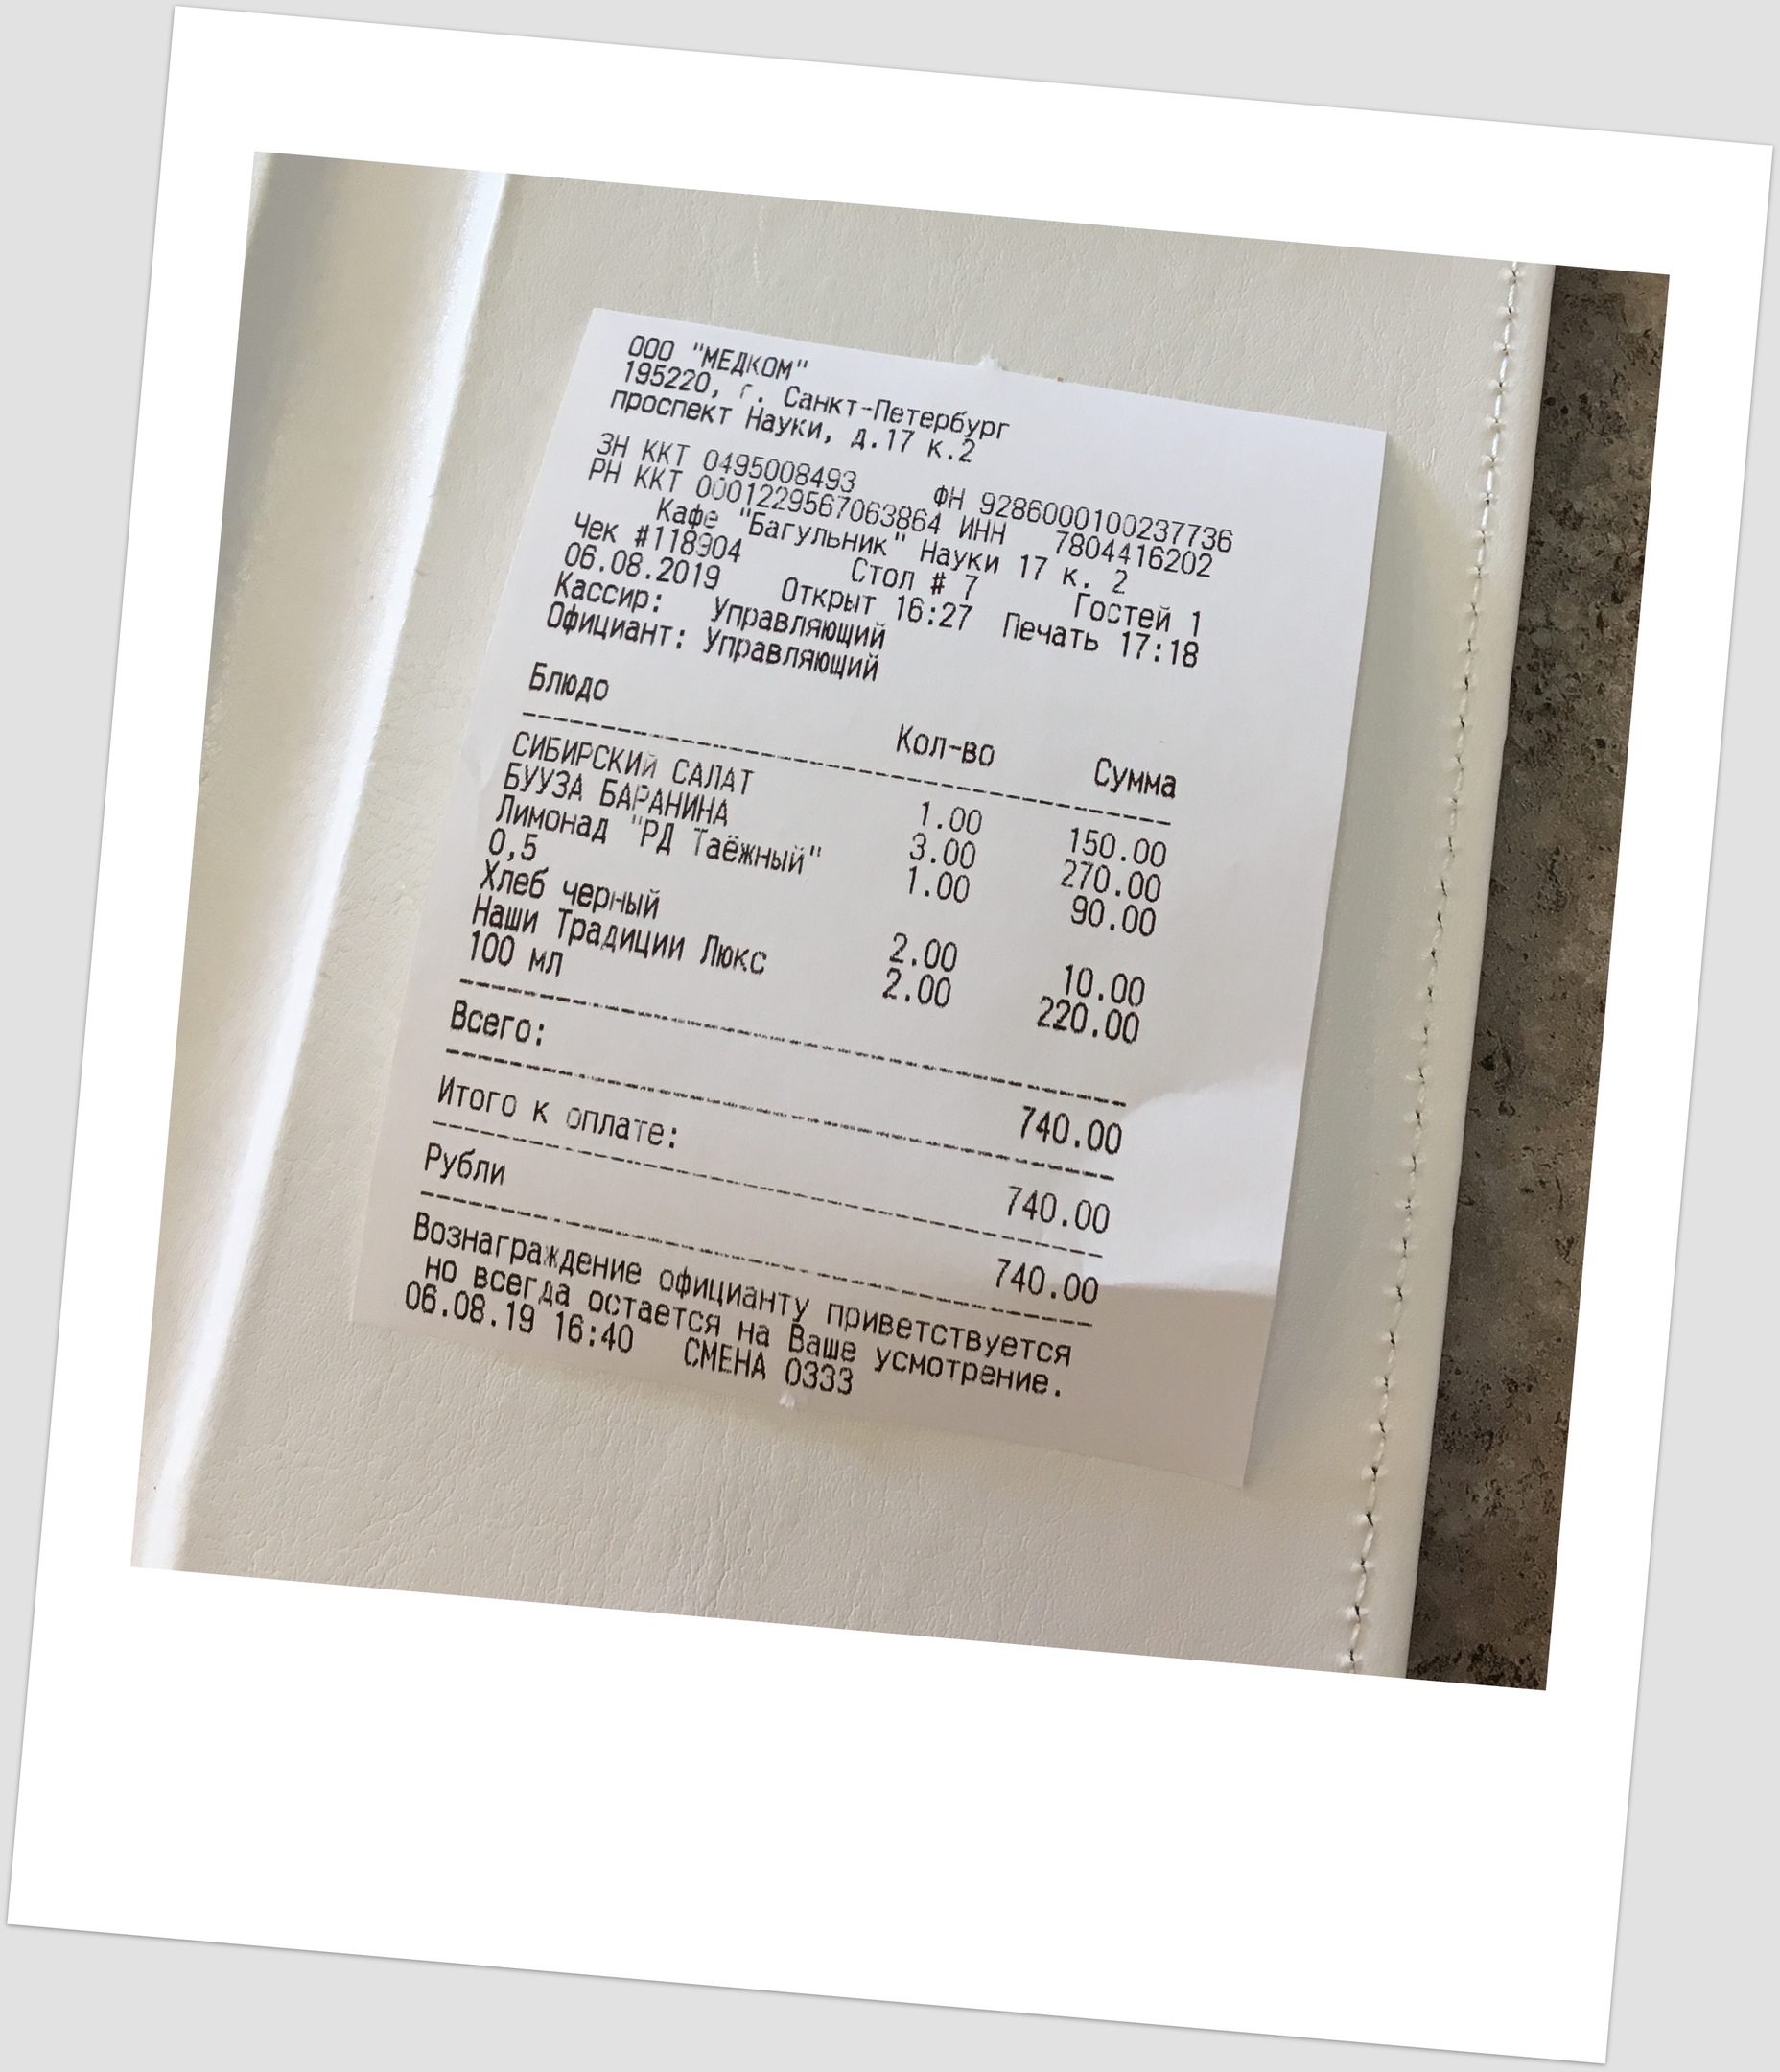 ООО "МЕДКОМ"
195220, г. Санкт-Петербург
проспект Науки, д.17 к.2
ЗН ККТ 0495008493 ФН 9286000100237736
РН ККТ 0001229567063864 ИНН 7804416202
Кафе "Багульник" Науки 17 к. 2
Чек #118904 Стол # 7 Гостей 1
06.08.2019 Открыт 16:27 Печать 17:18
Кассир: Управляющий
Официант: Управляющий
Блюдо Кол-во Сумма
СИБИРСКИЙ САЛАТ 1.00 150.00
БУУЗА БАРАНИНА 3.00 270.00
Лимонад "РД Таёжный" 1.00 90.00
0,5
Хлеб черный 2.00 10.00
Наши Традиции Люкс 2.00 220.00
100 мл
Всего: 740.00
Итого к оплате: 740.00
Рубли 740.00
Вознаграждение официанту приветствуется
но всегда остается на Ваше усмотрение.
06.08.19 16:40 СМЕНА 0333